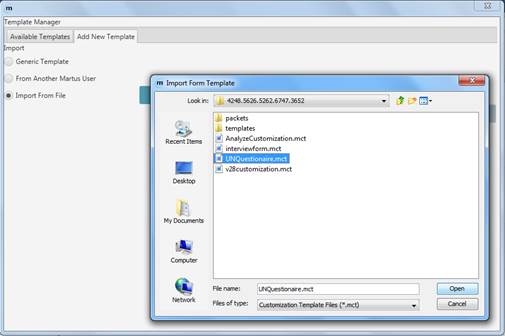 m
Template Manager
Available Templates Add New Template
Import
Generic Template
From Another Martus User
Import From File
m Import Form Template
Look in: 4248.5626.5262.6747.3652
packets
templates
AnalyzeCustomization.mct
interviewform.mct
UNQuestionaire.mct
v28customization.mct
Recent Items
Desktop
My Documents
Computer
Network
File name: UNQuestionaire.mct Open
Files of type: Customization Template Files (*.mct) Cancel